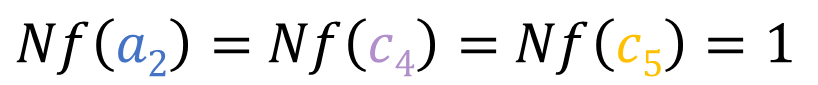 Nf(a₂) = Nf(c₄) = Nf(c₅) = 1